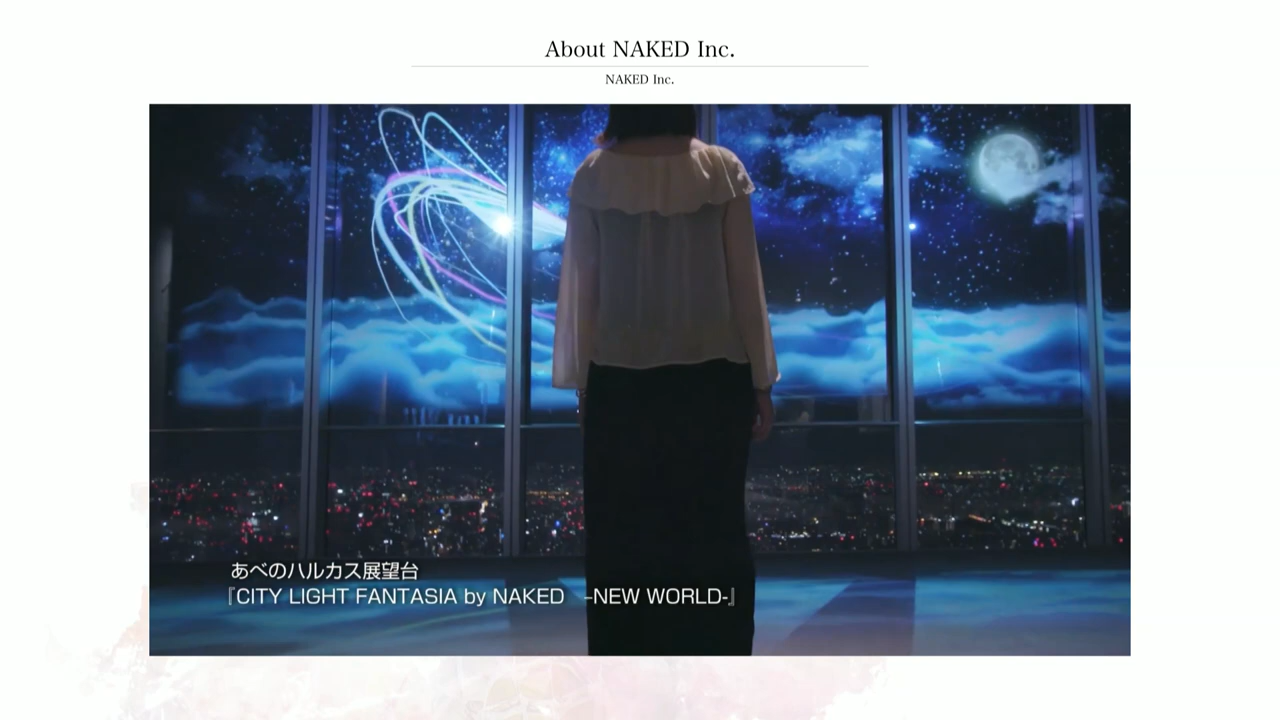 About NAKED Inc.
NAKED Inc.
あべのハルカス展望台
『CITY LIGHT FANTASIA by NAKED　-NEW WORLD-』